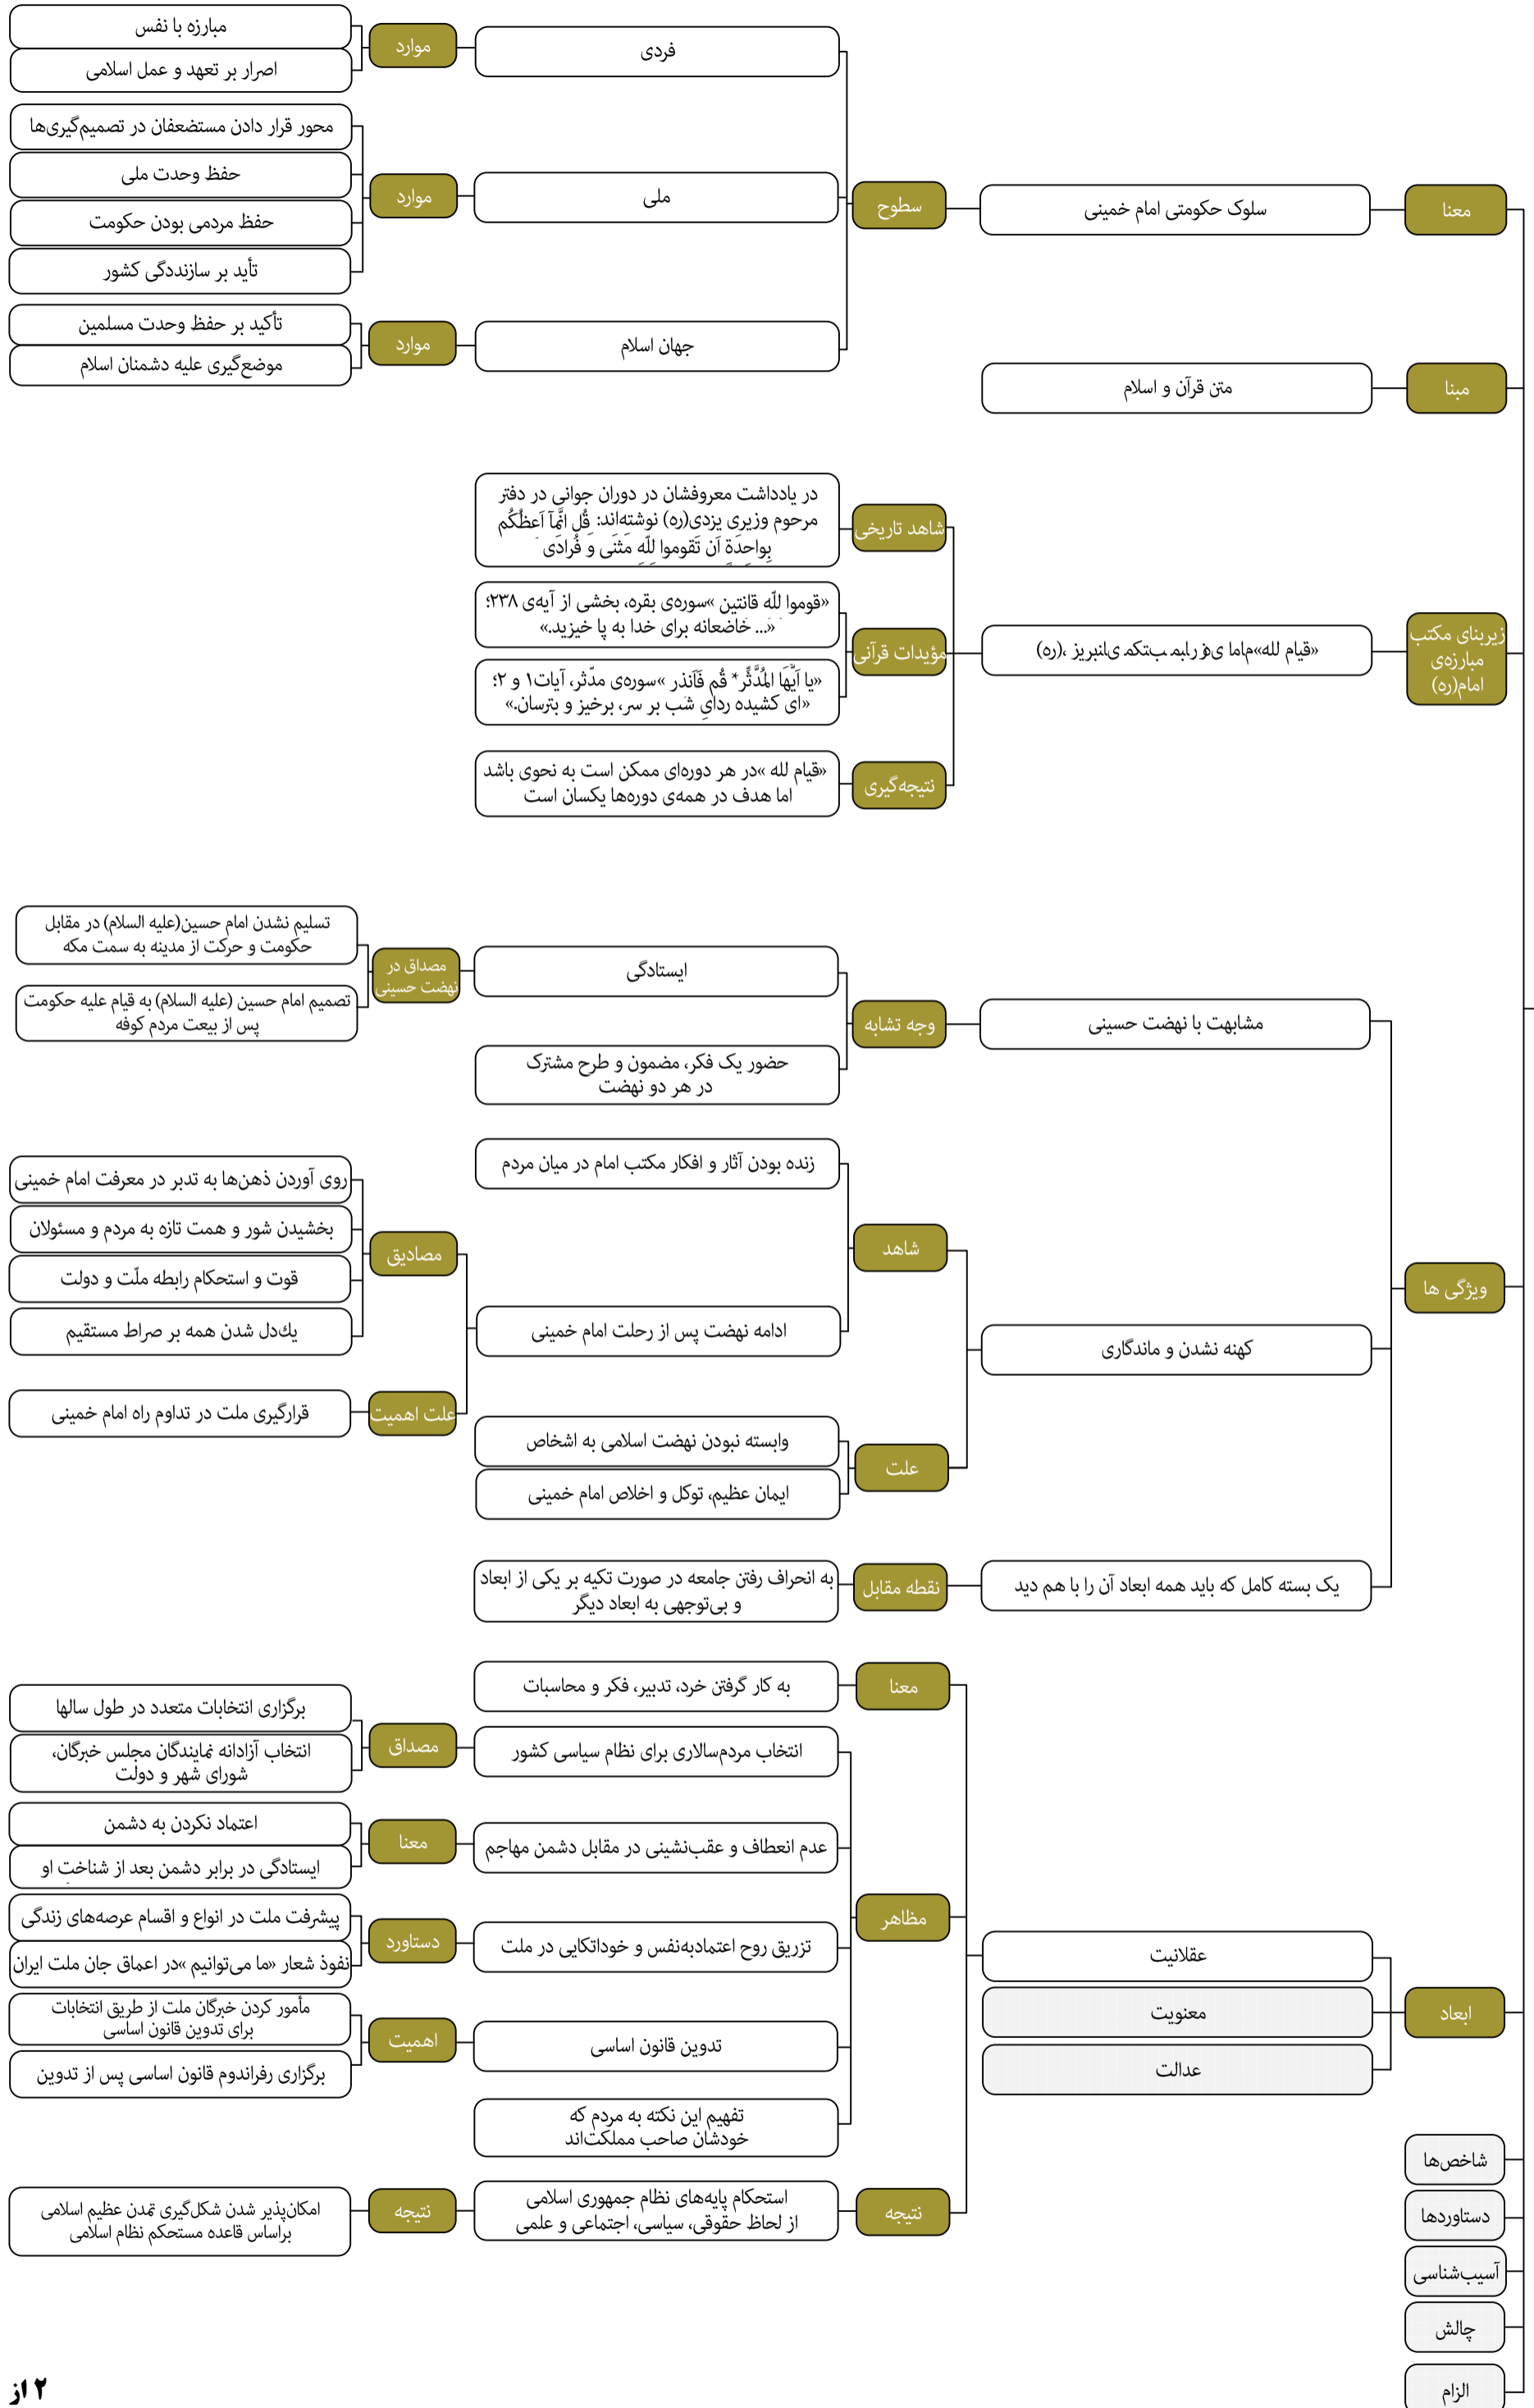 معنا
سلوک حکومتی امام خمینی
سطوح
فردی
موارد
مبارزه با نفس
اصرار بر تعهد و عمل اسلامی
ملی
موارد
محور قرار دادن مستضعفان در تصمیم‌گیری‌ها
حفظ وحدت ملی
حفظ مردمی بودن حکومت
تأید بر سازنددگی کشور
جهان اسلام
موارد
تأکید بر حفظ وحدت مسلمین
موضع‌گیری علیه دشمنان اسلام
مبنا
متن قرآن و اسلام
زیربنای مکتب
مبارزه‌ی
امام(ره)
«قیام لله»
(ره)
شاهد تاریخی
در یادداشت معروفشان در دوران جوانی در دفتر
مرحوم وزیری یزدی(ره) نوشته‌اند: قُل انَّمآ اَعظُکُم
بِواحدَة اَن تَقوموا للّه مَثنَی و فُرادَی
مؤیدات قرآنی
«قوموا للّه قانتین »سوره‌ی بقره، بخشی از آیه‌ی ۲۳۸؛
«... خاضعانه برای خدا به پا خیزید.»
«یا اَیُّهَا المُدَّثِّر* قُم فَاَنذر »سوره‌ی مدّثر، آیات۱ و ۲؛
«ای کشیده ردایِ شب بر سر، برخیز و بترسان.»
نتیجه‌گیری
«قیام لله »در هر دوره‌ای ممکن است به نحوی باشد
اما هدف در همه‌ی دوره‌ها یکسان است
ویژگی ها
مشابهت با نهضت حسینی
وجه تشابه
ایستادگی
مصداق در
نهضت حسینی
تسلیم نشدن امام حسین(علیه السلام) در مقابل
حکومت و حرکت از مدینه به سمت مکه
تصمیم امام حسین (علیه السلام) به قیام علیه حکومت
پس از بیعت مردم کوفه
حضور یک فکر، مضمون و طرح مشترک
در هر دو نهضت
کهنه نشدن و ماندگاری
شاهد
زنده بودن آثار و افکار مکتب امام در میان مردم
ادامه نهضت پس از رحلت امام خمینی
مصادیق
روی آوردن ذهن‌ها به تدبر در معرفت امام خمینی
بخشیدن شور و همت تازه به مردم و مسئولان
قوت و استحکام رابطه ملّت و دولت
یك‌دل شدن همه بر صراط مستقیم
علت اهمیت
قرارگیری ملت در تداوم راه امام خمینی
علت
وابسته نبودن نهضت اسلامی به اشخاص
ایمان عظیم، توکل و اخلاص امام خمینی
یک بسته کامل که باید همه ابعاد آن را با هم دید
نقطه مقابل
به انحراف رفتن جامعه در صورت تکیه بر یکی از ابعاد
و بی‌توجهی به ابعاد دیگر
ابعاد
عقلانیت
معنا
به کار گرفتن خرد، تدبیر، فکر و محاسبات
مظاهر
انتخاب مردم‌سالاری برای نظام سیاسی کشور
مصداق
برگزاری انتخابات متعدد در طول سالها
انتخاب آزادانه نمایندگان مجلس خبرگان،
شورای شهر و دولت
عدم انعطاف و عقب‌نشینی در مقابل دشمن مهاجم
معنا
اعتماد نکردن به دشمن
ایستادگی در برابر دشمن بعد از شناختِ او
تزریق روح اعتمادبه‌نفس و خوداتکایی در ملت
دستاورد
پیشرفت ملت در انواع و اقسام عرصه‌های زندگی
نفوذ شعار «ما می‌توانیم »در اعماق جان ملت ایران
تدوین قانون اساسی
اهمیت
مأمور کردن خبرگان ملت از طریق انتخابات
برای تدوین قانون اساسی
برگزاری رفراندوم قانون اساسی پس از تدوین
تفهیم این نکته به مردم که
خودشان صاحب مملکت‌اند
نتیجه
استحکام پایه‌های نظام جمهوری اسلامی
از لحاظ حقوقی، سیاسی، اجتماعی و علمی
نتیجه
امکان‌پذیر شدن شکل‌گیری تمدن عظیم اسلامی
براساس قاعده مستحکم نظام اسلامی
معنویت
عدالت
شاخص‌ها
دستاوردها
آسیب‌شناسی
چالش
الزام
۲ از